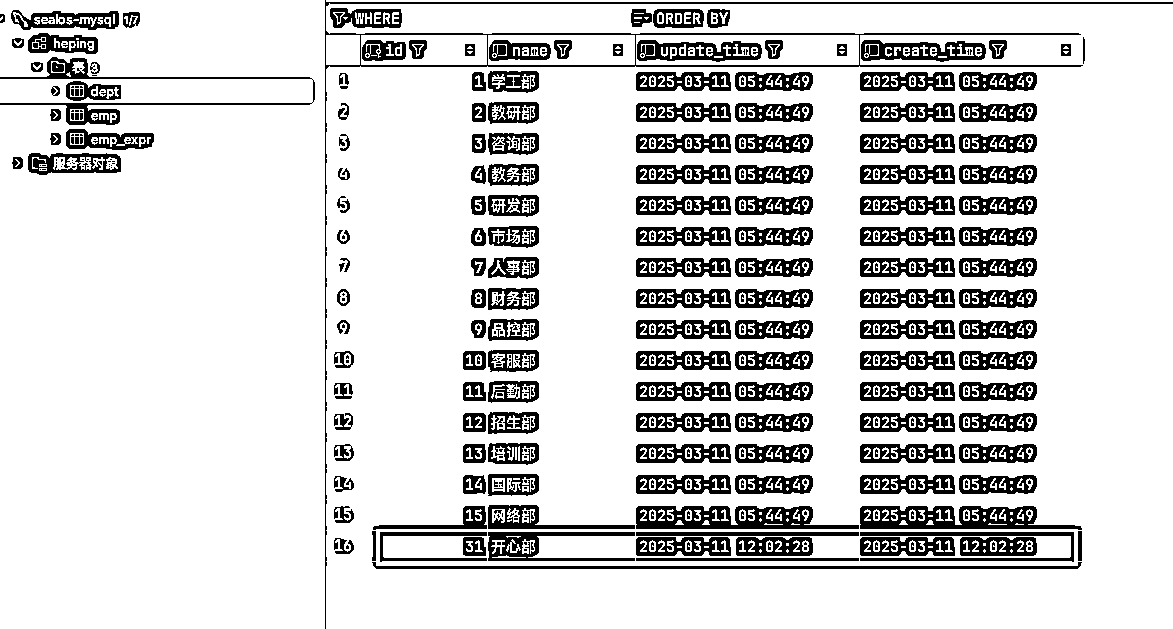 sealos-mysql 1/7
heping
表 3
dept
emp
emp_expr
服务器对象
WHERE ORDER BY
id name update_time create_time
1 1 学工部 2025-03-11 05:44:49 2025-03-11 05:44:49
2 2 教研部 2025-03-11 05:44:49 2025-03-11 05:44:49
3 3 咨询部 2025-03-11 05:44:49 2025-03-11 05:44:49
4 4 教务部 2025-03-11 05:44:49 2025-03-11 05:44:49
5 5 研发部 2025-03-11 05:44:49 2025-03-11 05:44:49
6 6 市场部 2025-03-11 05:44:49 2025-03-11 05:44:49
7 7 人事部 2025-03-11 05:44:49 2025-03-11 05:44:49
8 8 财务部 2025-03-11 05:44:49 2025-03-11 05:44:49
9 9 品控部 2025-03-11 05:44:49 2025-03-11 05:44:49
10 10 客服部 2025-03-11 05:44:49 2025-03-11 05:44:49
11 11 后勤部 2025-03-11 05:44:49 2025-03-11 05:44:49
12 12 招生部 2025-03-11 05:44:49 2025-03-11 05:44:49
13 13 培训部 2025-03-11 05:44:49 2025-03-11 05:44:49
14 14 国际部 2025-03-11 05:44:49 2025-03-11 05:44:49
15 15 网络部 2025-03-11 05:44:49 2025-03-11 05:44:49
16 31 开心部 2025-03-11 12:02:28 2025-03-11 12:02:28